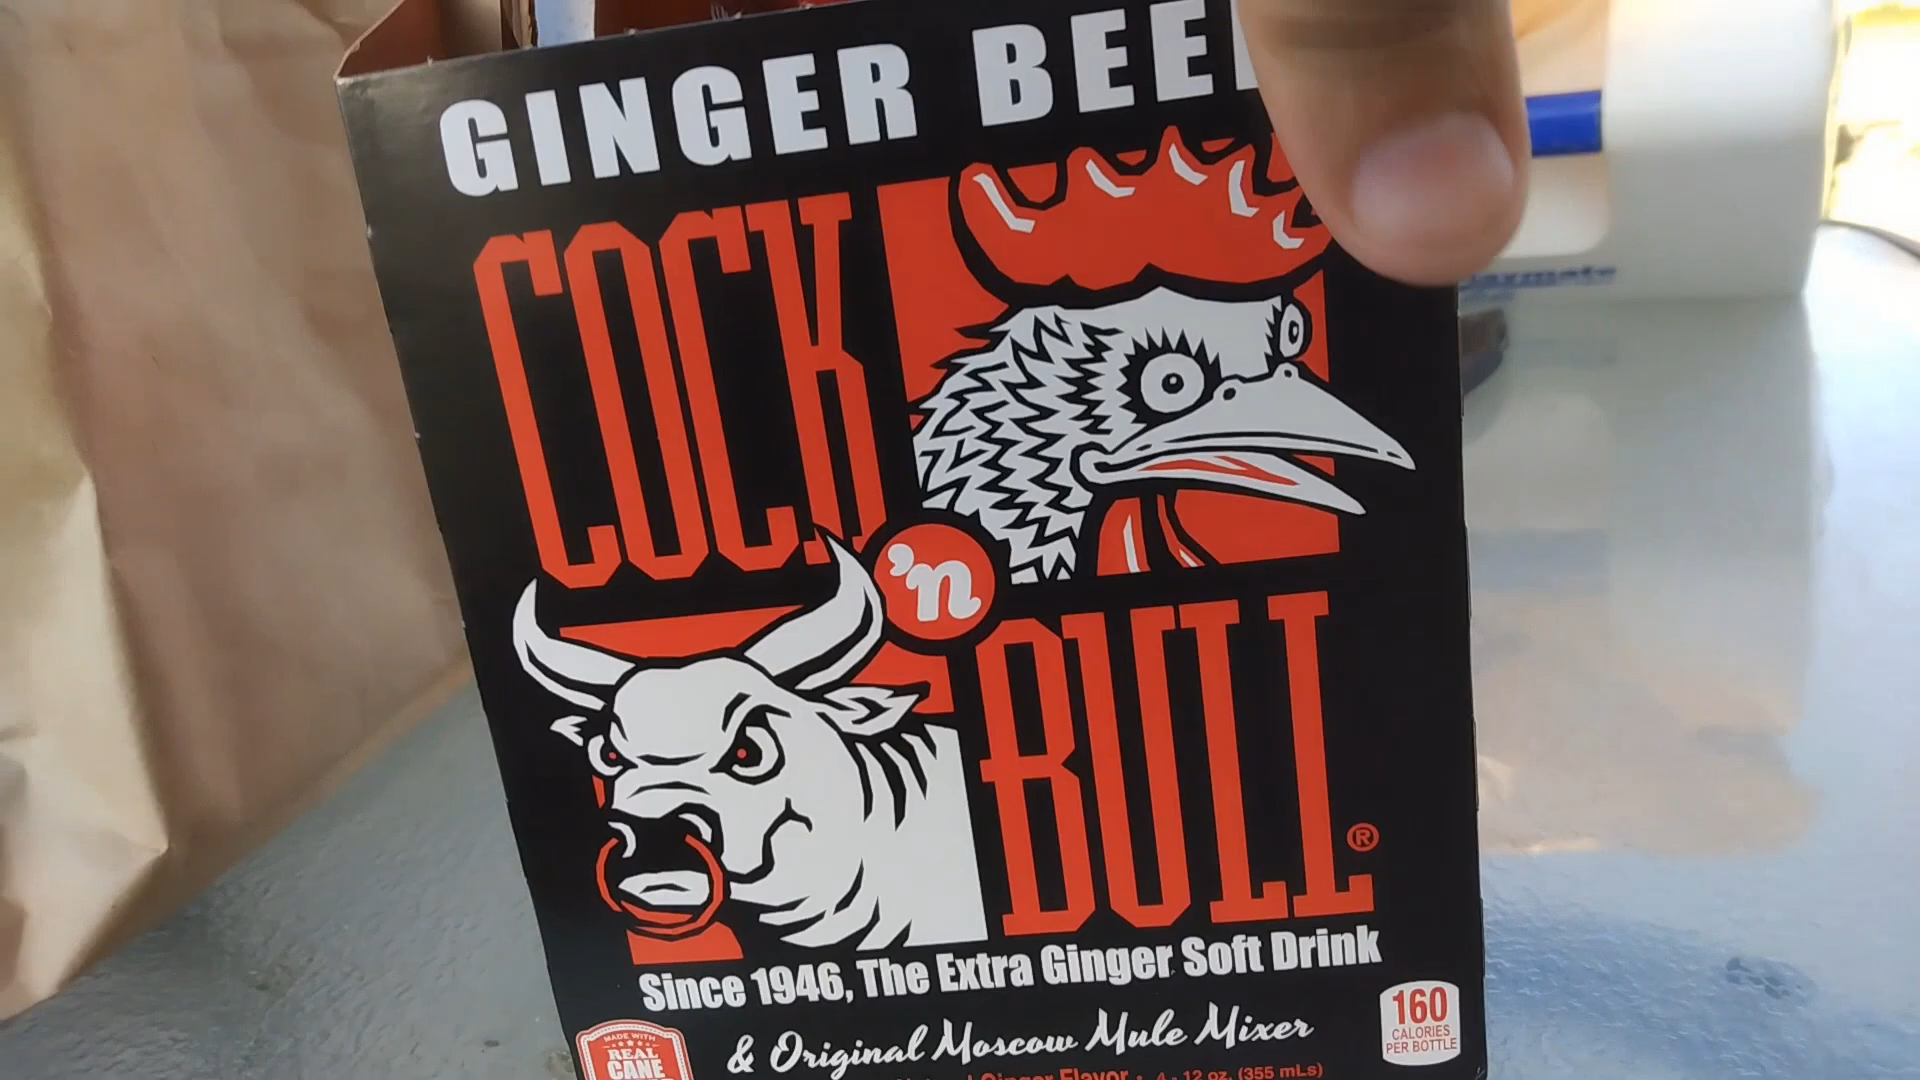 GINGER BEE
COCK
'n
BULL®
Since 1946, The Extra Ginger Soft Drink
& Original Moscow Mule Mixer
160
CALORIES
PER BOTTLE
MADE WITH
REAL
CANE
Ginger Flavor · 4 - 12 oz. (355 mLs)